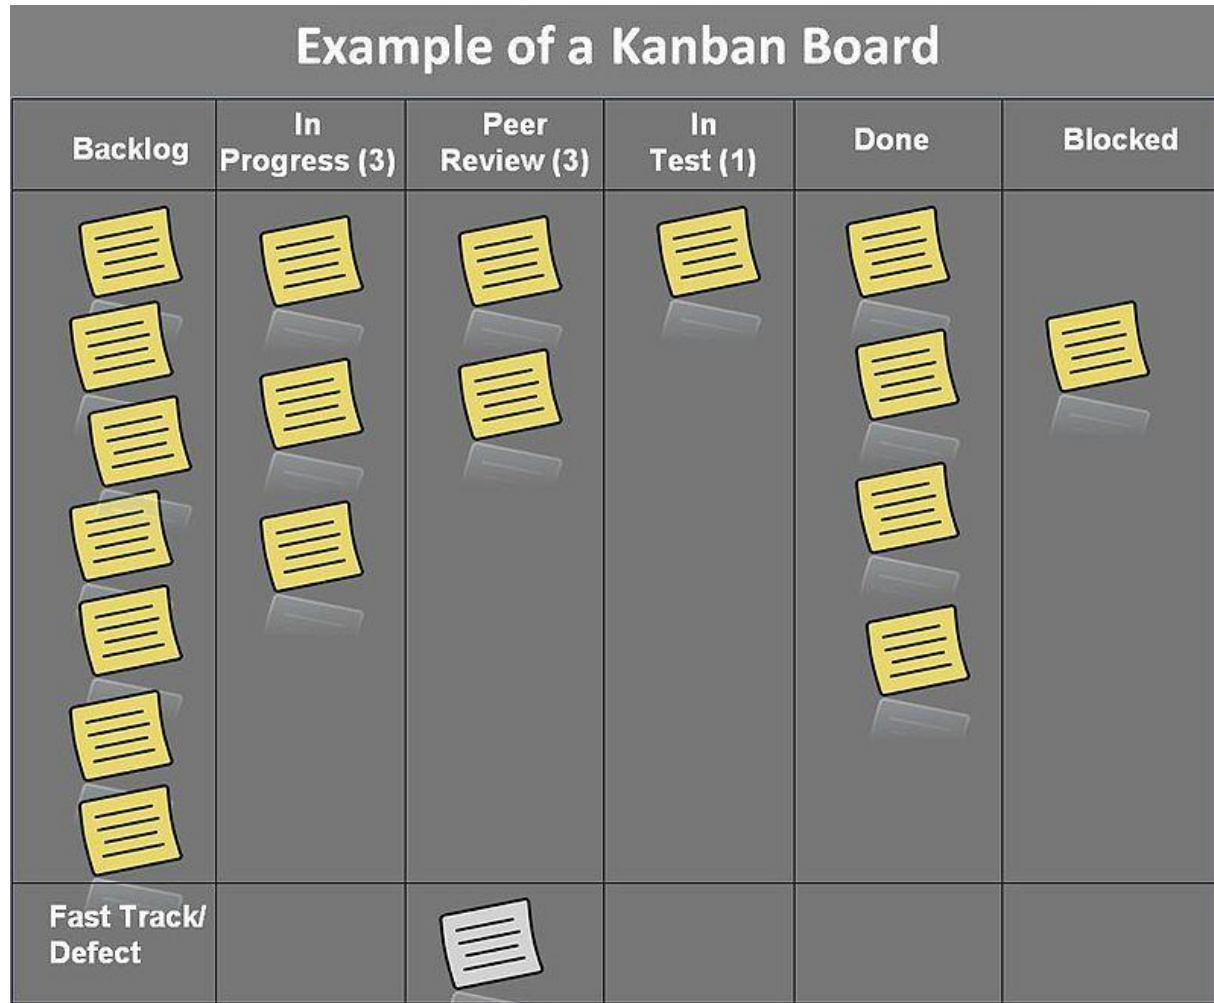 Example of a Kanban Board
Backlog
In
Progress (3)
Peer
Review (3)
In
Test (1)
Done
Blocked
Fast Track/
Defect